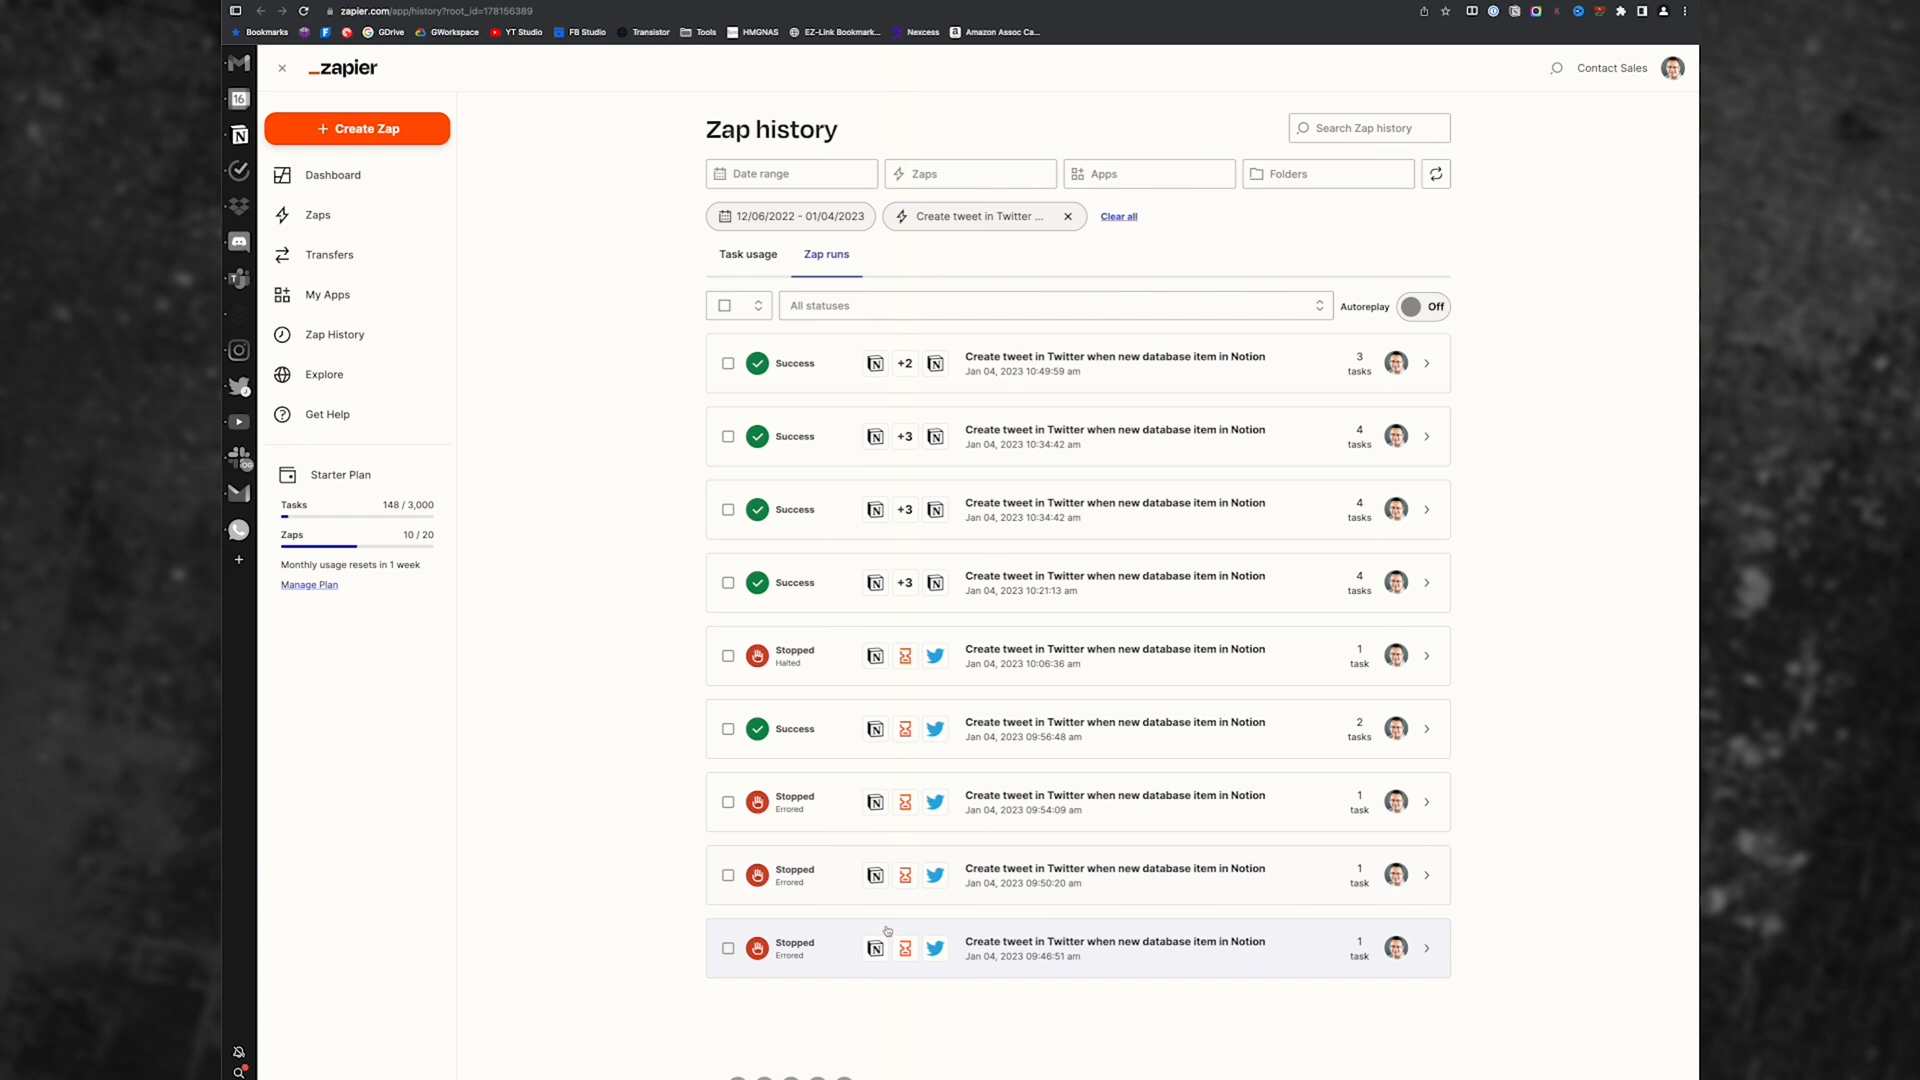 zapier.com/app/history?root_id=178156389
Bookmarks GDrive GWorkspace YT Studio FB Studio Transistor Tools HMGNAS EZ-Link Bookmark... Nexcess Amazon Assoc Ca...
_zapier
Contact Sales
16
+ Create Zap
Dashboard
Zaps
Transfers
My Apps
Zap History
Explore
Get Help
Starter Plan
Tasks 148 / 3,000
Zaps 10 / 20
Monthly usage resets in 1 week
Manage Plan
Zap history
Search Zap history
Date range Zaps Apps Folders
12/06/2022 - 01/04/2023 Create tweet in Twitter ... Clear all
Task usage Zap runs
All statuses Autoreplay Off
Success +2 Create tweet in Twitter when new database item in Notion 3
Jan 04, 2023 10:49:59 am tasks
Success +3 Create tweet in Twitter when new database item in Notion 4
Jan 04, 2023 10:34:42 am tasks
Success +3 Create tweet in Twitter when new database item in Notion 4
Jan 04, 2023 10:34:42 am tasks
Success +3 Create tweet in Twitter when new database item in Notion 4
Jan 04, 2023 10:21:13 am tasks
Stopped Create tweet in Twitter when new database item in Notion 1
Halted Jan 04, 2023 10:06:36 am task
Success Create tweet in Twitter when new database item in Notion 2
Jan 04, 2023 09:56:48 am tasks
Stopped Create tweet in Twitter when new database item in Notion 1
Errored Jan 04, 2023 09:54:09 am task
Stopped Create tweet in Twitter when new database item in Notion 1
Errored Jan 04, 2023 09:50:20 am task
Stopped Create tweet in Twitter when new database item in Notion 1
Errored Jan 04, 2023 09:46:51 am task